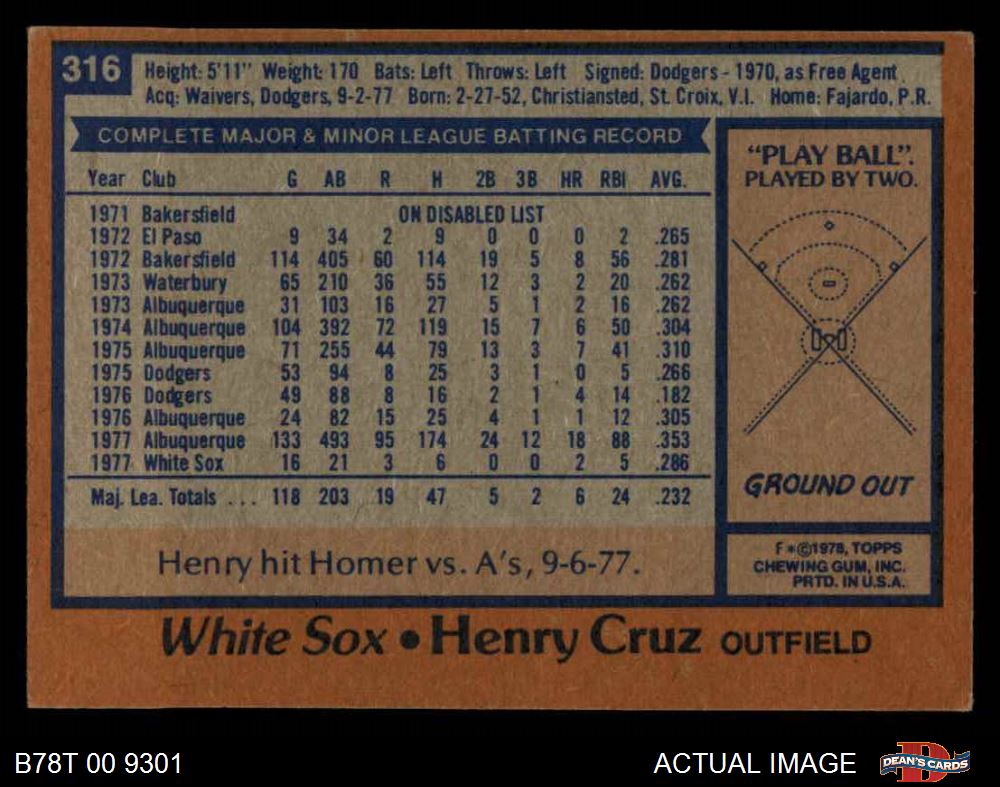 316
Height: 5'11" Weight: 170 Bats: Left Throws: Left Signed: Dodgers - 1970, as Free Agent
Acq: Waivers, Dodgers, 9-2-77 Born: 2-27-52, Christiansted, St. Croix, V.I. Home: Fajardo, P.R.
COMPLETE MAJOR & MINOR LEAGUE BATTING RECORD
Year Club G AB R H 2B 3B HR RBI AVG.
1971 Bakersfield ON DISABLED LIST
1972 El Paso 9 34 2 9 0 0 0 2 .265
1972 Bakersfield 114 405 60 114 19 5 8 56 .281
1973 Waterbury 65 210 36 55 12 3 2 20 .262
1973 Albuquerque 31 103 16 27 5 1 2 16 .262
1974 Albuquerque 104 392 72 119 15 7 6 50 .304
1975 Albuquerque 71 255 44 79 13 3 7 41 .310
1975 Dodgers 53 94 8 25 3 1 0 5 .266
1976 Dodgers 49 88 8 16 2 1 4 14 .182
1976 Albuquerque 24 82 15 25 4 1 1 12 .305
1977 Albuquerque 133 493 95 174 24 12 18 88 .353
1977 White Sox 16 21 3 6 0 0 2 5 .286
Maj. Lea. Totals ... 118 203 19 47 5 2 6 24 .232
Henry hit Homer vs. A's, 9-6-77.
"PLAY BALL".
PLAYED BY TWO.
GROUND OUT
F*©1978, TOPPS
CHEWING GUM, INC.
PRTD. IN U.S.A.
White Sox • Henry Cruz OUTFIELD
B78T 00 9301
ACTUAL IMAGE
DEAN'S CARDS